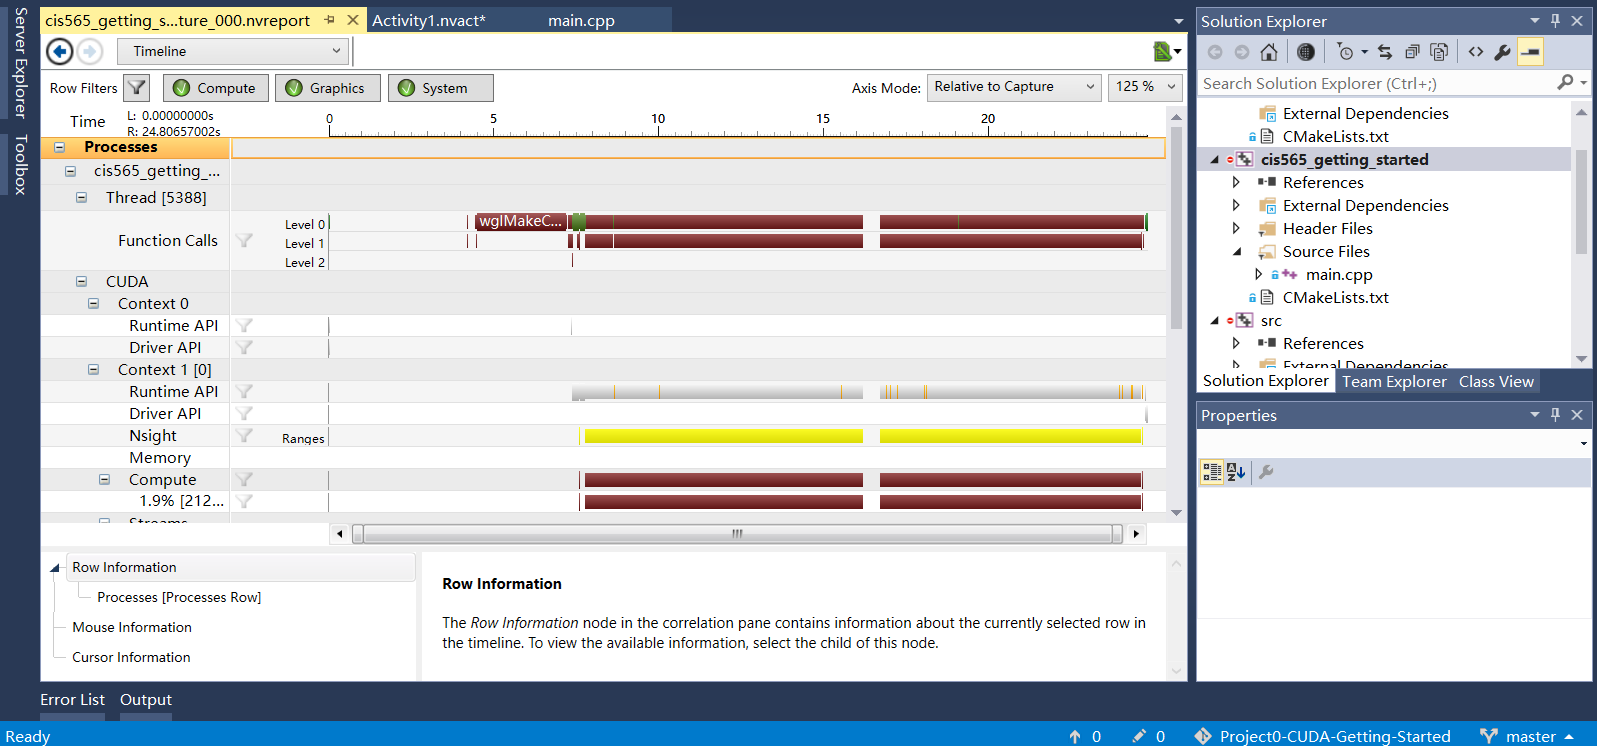 Server Explorer
Toolbox
cis565_getting_s...ture_000.nvreport
Activity1.nvact*
main.cpp
Timeline
Row Filters
Compute
Graphics
System
Axis Mode:
Relative to Capture
125 %
Time
L: 0.00000000s
R: 24.80657002s
0
5
10
15
20
Processes
cis565_getting_...
Thread [5388]
Function Calls
Level 0
Level 1
Level 2
wglMakeC...
CUDA
Context 0
Runtime API
Driver API
Context 1 [0]
Runtime API
Driver API
Nsight
Ranges
Memory
Compute
1.9% [212...
Streams
Row Information
Processes [Processes Row]
Mouse Information
Cursor Information
Row Information
The Row Information node in the correlation pane contains information about the currently selected row in
the timeline. To view the available information, select the child of this node.
Solution Explorer
Search Solution Explorer (Ctrl+;)
External Dependencies
CMakeLists.txt
cis565_getting_started
References
External Dependencies
Header Files
Source Files
main.cpp
CMakeLists.txt
src
References
External Dependencies
Solution Explorer
Team Explorer
Class View
Properties
Error List
Output
Ready
0
0
Project0-CUDA-Getting-Started
master